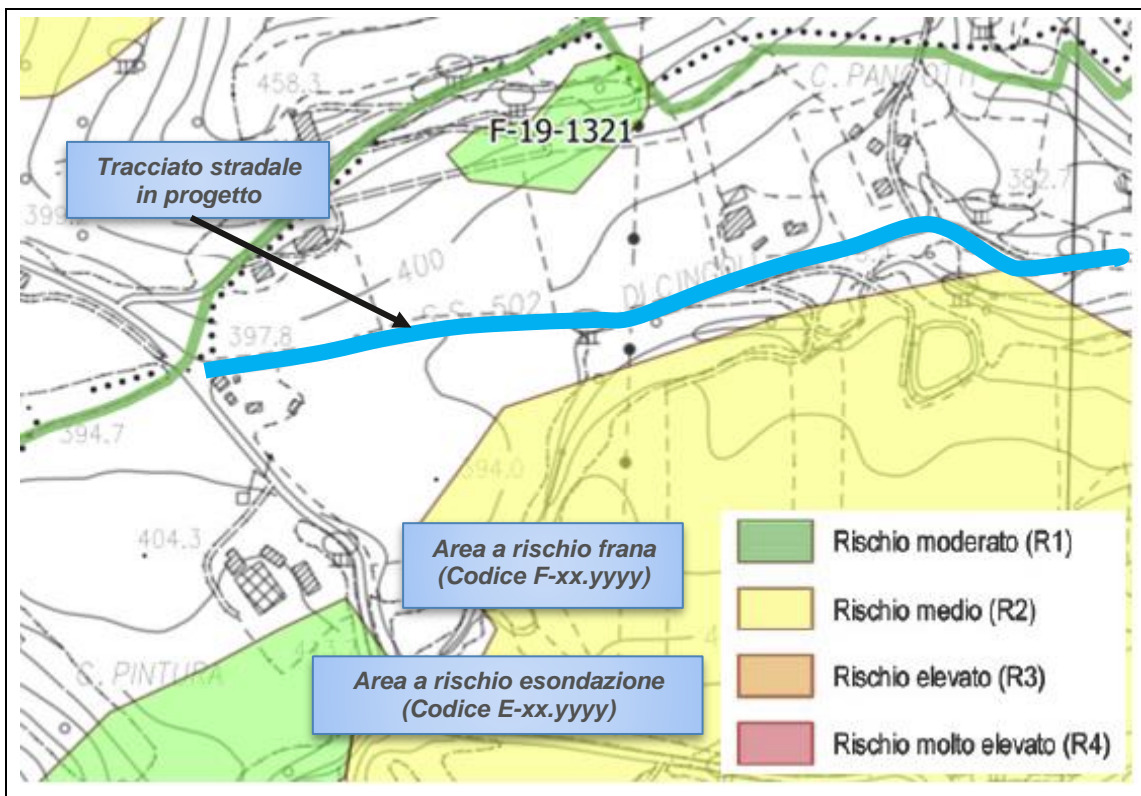 458.3
C. PANCOTTI
F-19-1321
Tracciato stradale
in progetto
382.7
400
S.S. 502 DI CINGOLI
397.8
394.7
394.0
404.3
Area a rischio frana
(Codice F-xx.yyyy)
C. PINTURA
Area a rischio esondazione
(Codice E-xx.yyyy)
Rischio moderato (R1)
Rischio medio (R2)
Rischio elevato (R3)
Rischio molto elevato (R4)